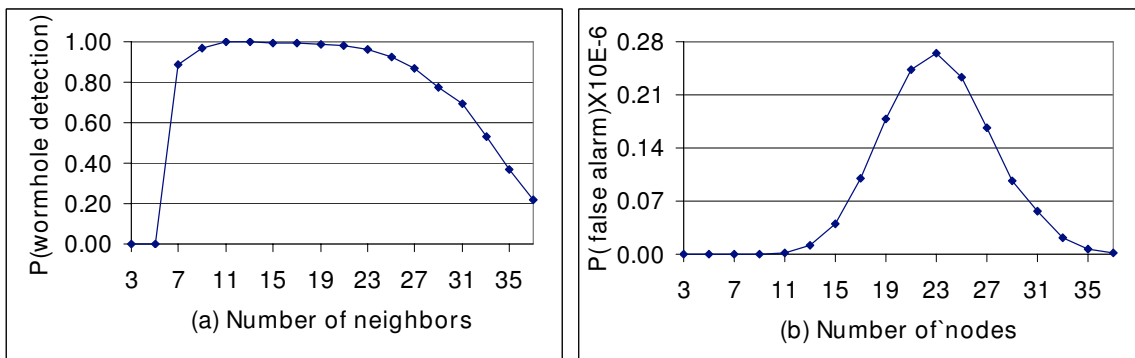 P(wormhole detection)
1.00
0.80
0.60
0.40
0.20
0.00
3 7 11 15 19 23 27 31 35
(a) Number of neighbors
P( false alarm)X10E-6
0.28
0.21
0.14
0.07
0.00
3 7 11 15 19 23 27 31 35
(b) Number of`nodes